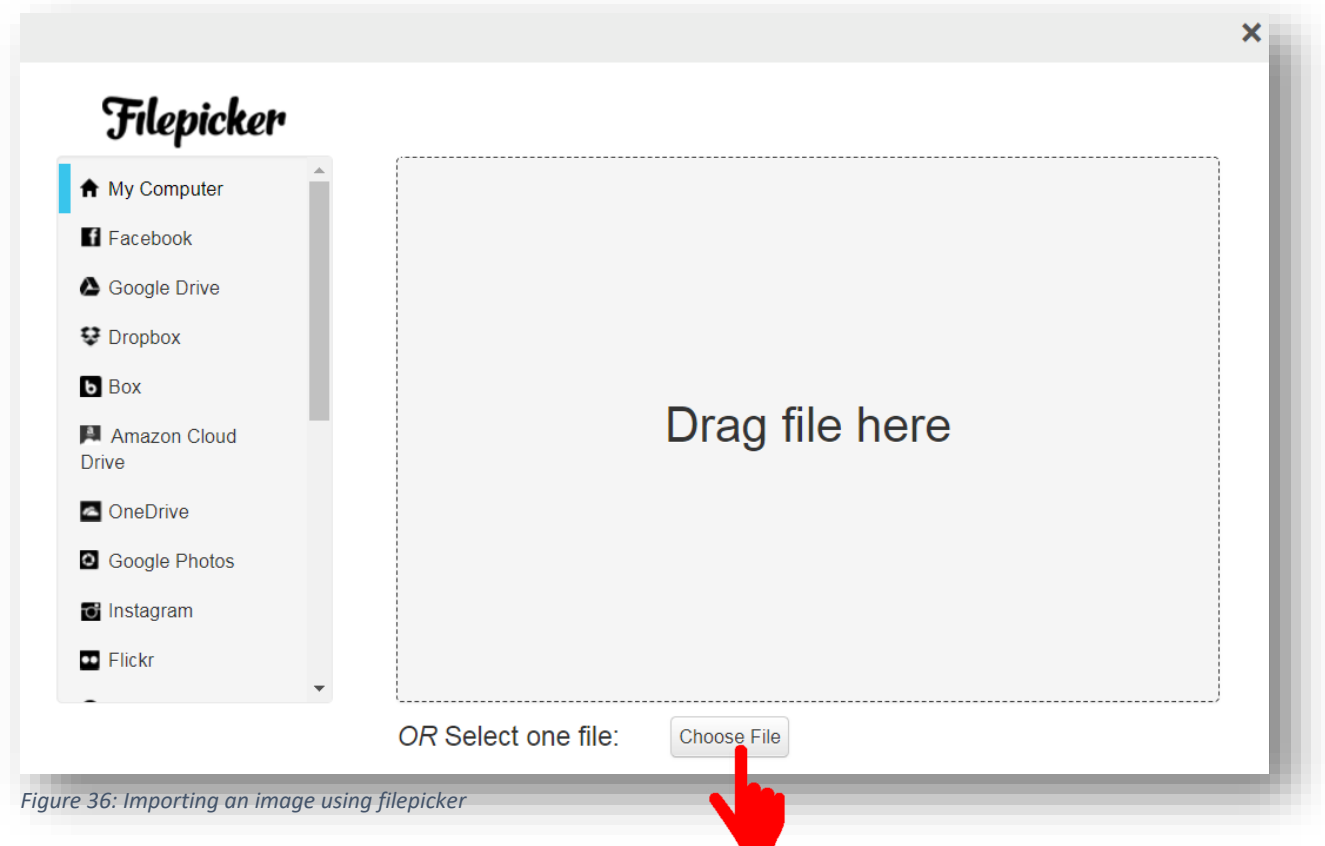 Filepicker
My Computer
Facebook
Google Drive
Dropbox
Box
Amazon Cloud
Drive
OneDrive
Google Photos
Instagram
Flickr
Drag file here
OR Select one file:
Choose File
Figure 36: Importing an image using filepicker